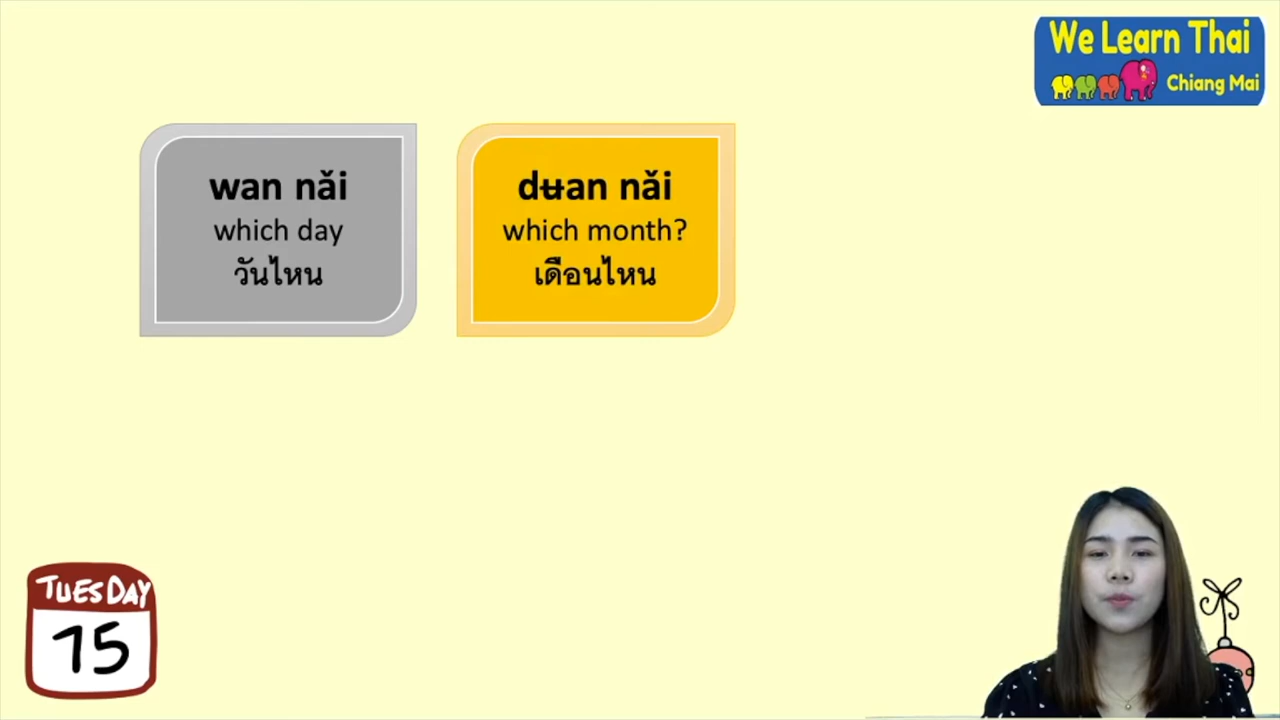 We Learn Thai
Chiang Mai
wan nǎi
which day
วันไหน
dʉan nǎi
which month?
เดือนไหน
TUESDAY
15